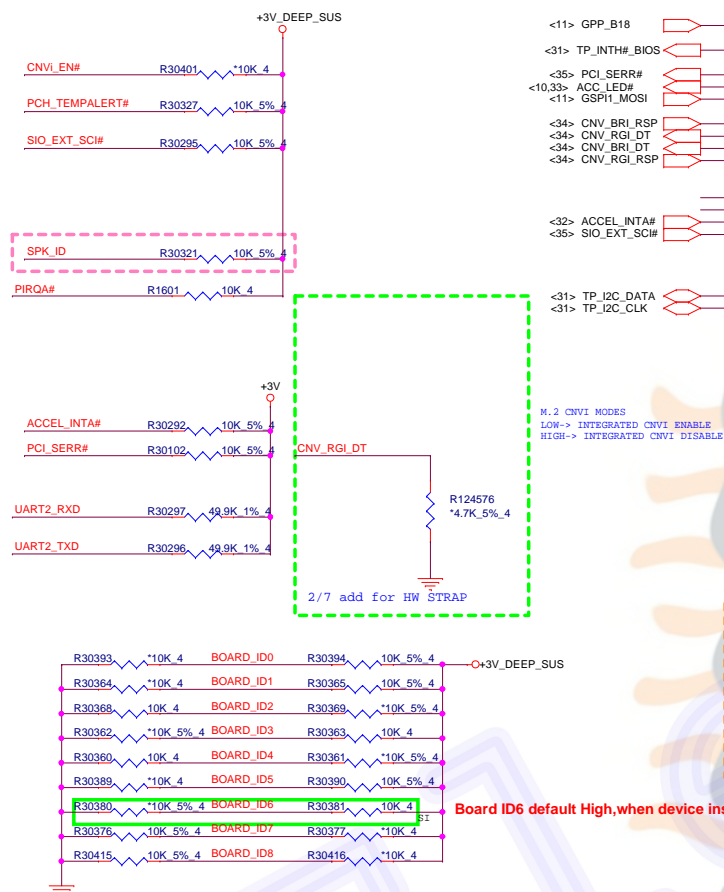 +3V_DEEP_SUS
CNVi_EN# R30401 *10K_4
PCH_TEMPALERT# R30327 10K_5%_4
SIO_EXT_SCI# R30295 10K_5%_4
SPK_ID R30321 10K_5%_4
PIRQA# R1601 10K_4
<11> GPP_B18
<31> TP_INTH#_BIOS
<35> PCI_SERR#
<10,33> ACC_LED#
<11> GSPI1_MOSI
<34> CNV_BRI_RSP
<34> CNV_RGI_DT
<34> CNV_BRI_DT
<34> CNV_RGI_RSP
<32> ACCEL_INTA#
<35> SIO_EXT_SCI#
<31> TP_I2C_DATA
<31> TP_I2C_CLK
+3V
ACCEL_INTA# R30292 10K_5%_4
PCI_SERR# R30102 10K_5%_4
UART2_RXD R30297 49.9K_1%_4
UART2_TXD R30296 49.9K_1%_4
CNV_RGI_DT
R124576
*4.7K_5%_4
2/7 add for HW STRAP
M.2 CNVI MODES
LOW-> INTEGRATED CNVI ENABLE
HIGH-> INTEGRATED CNVI DISABLE
R30393 *10K_4 BOARD_ID0 R30394 10K_5%_4 +3V_DEEP_SUS
R30364 *10K_4 BOARD_ID1 R30365 10K_5%_4
R30368 10K_4 BOARD_ID2 R30369 *10K_5%_4
R30362 *10K_5%_4 BOARD_ID3 R30363 10K_4
R30360 10K_4 BOARD_ID4 R30361 *10K_5%_4
R30389 *10K_4 BOARD_ID5 R30390 10K_5%_4
R30380 *10K_5%_4 BOARD_ID6 R30381 10K_4 SI
Board ID6 default High,when device ins
R30376 10K_5%_4 BOARD_ID7 R30377 *10K_4
R30415 10K_5%_4 BOARD_ID8 R30416 *10K_4